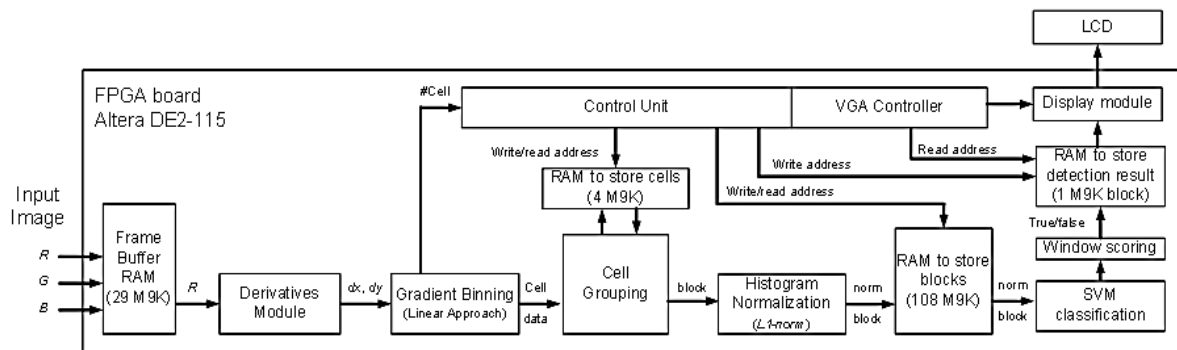 LCD
FPGA board
Altera DE2-115
#Cell
Control Unit
VGA Controller
Display module
Write/read address
Write address
Read address
Write/read address
RAM to store cells
(4 M9K)
RAM to store
detection result
(1 M9K block)
True/false
Window scoring
Input
Image
R
G
B
Frame
Buffer
RAM
(29 M9K)
R
Derivatives
Module
dx, dy
Gradient Binning
(Linear Approach)
Cell
data
Cell
Grouping
block
Histogram
Normalization
(L1-norm)
norm
block
RAM to store
blocks
(108 M9K)
norm
block
SVM
classification